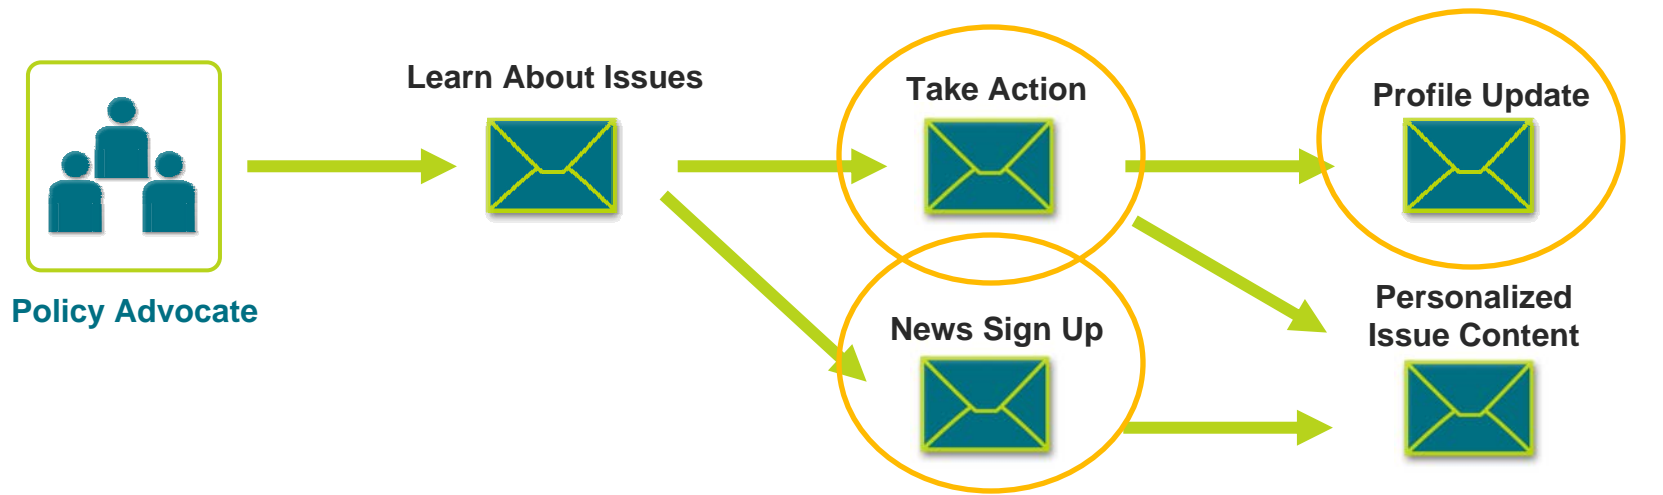 Learn About Issues
Take Action
Profile Update
Policy Advocate
News Sign Up
Personalized
Issue Content